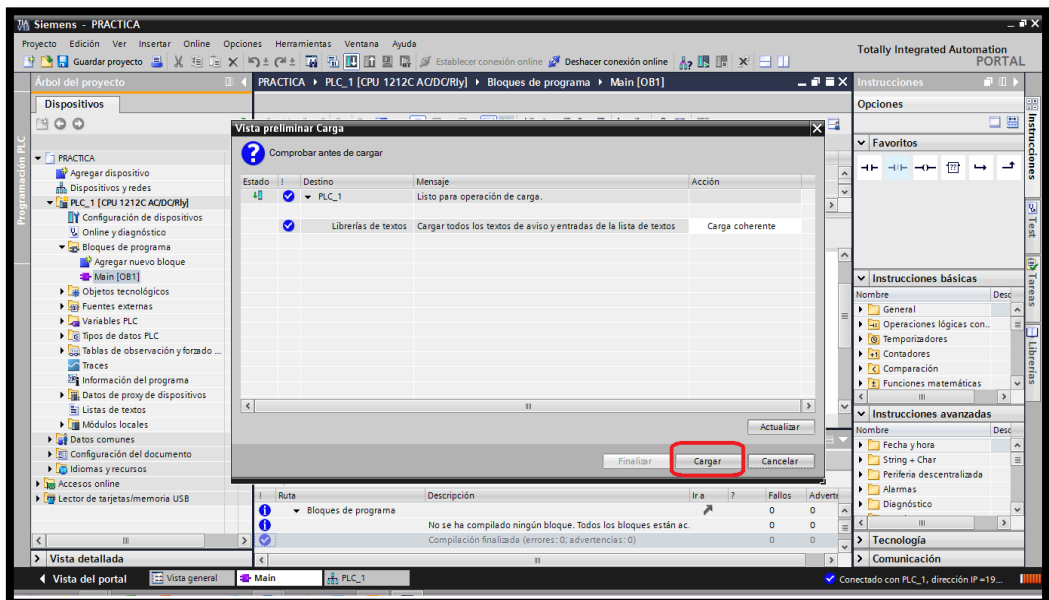 Siemens - PRACTICA
Proyecto Edición Ver Insertar Online Opciones Herramientas Ventana Ayuda
Totally Integrated Automation
PORTAL
Guardar proyecto Establecer conexión online Deshacer conexión online
Árbol del proyecto
PRACTICA PLC_1 [CPU 1212C AC/DC/Rly] Bloques de programa Main [OB1]
Instrucciones
Dispositivos
Opciones
Programación PLC
PRACTICA
Agregar dispositivo
Dispositivos y redes
PLC_1 [CPU 1212C AC/DC/Rly]
Configuración de dispositivos
Online y diagnóstico
Bloques de programa
Agregar nuevo bloque
Main [OB1]
Objetos tecnológicos
Fuentes externas
Variables PLC
Tipos de datos PLC
Tablas de observación y forzado ...
Traces
Información del programa
Datos de proxy de dispositivos
Listas de textos
Módulos locales
Datos comunes
Configuración del documento
Idiomas y recursos
Accesos online
Lector de tarjetas/memoria USB
Vista detallada
Vista preliminar Carga
Comprobar antes de cargar
Estado ! Destino Mensaje Acción
PLC_1 Listo para operación de carga.
Librerías de textos Cargar todos los textos de aviso y entradas de la lista de textos Carga coherente
Actualizar
Finalizar Cargar Cancelar
! Ruta Descripción Ir a ? Fallos Adverte
Bloques de programa 0 0
No se ha compilado ningún bloque. Todos los bloques están ac. 0 0
Compilación finalizada (errores: 0; advertencias: 0) 0 0
Favoritos
??
Instrucciones básicas
Nombre Desc
General
Operaciones lógicas con..
Temporizadores
Contadores
Comparación
Funciones matemáticas
Instrucciones avanzadas
Nombre Desc
Fecha y hora
String + Char
Periferia descentralizada
Alarmas
Diagnóstico
Tecnología
Comunicación
Instrucciones
Test
Tareas
Librerías
Vista del portal Vista general Main PLC_1
Conectado con PLC_1, dirección IP =19...